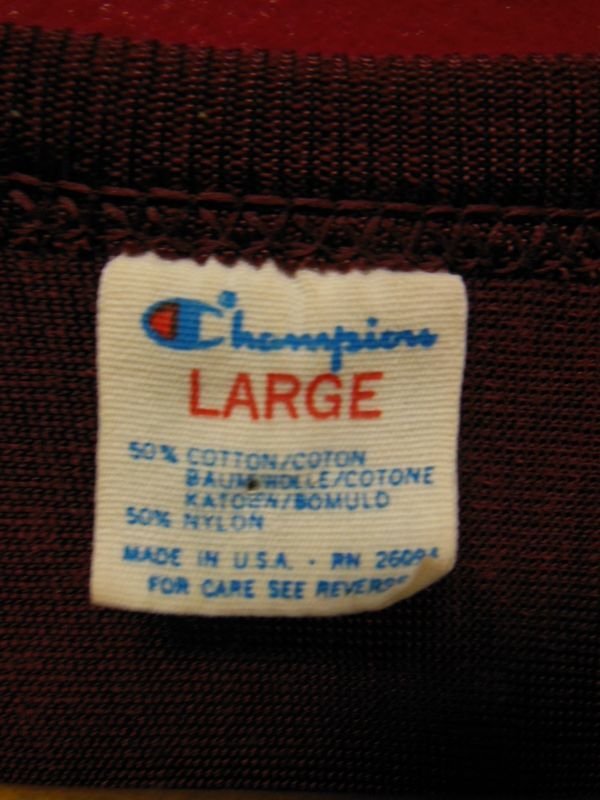 Champion®
LARGE
50% COTTON/COTON
BAUMWOLLE/COTONE
KATOEN/BOMULD
50% NYLON
MADE IN U.S.A. · RN 26094
FOR CARE SEE REVERSE